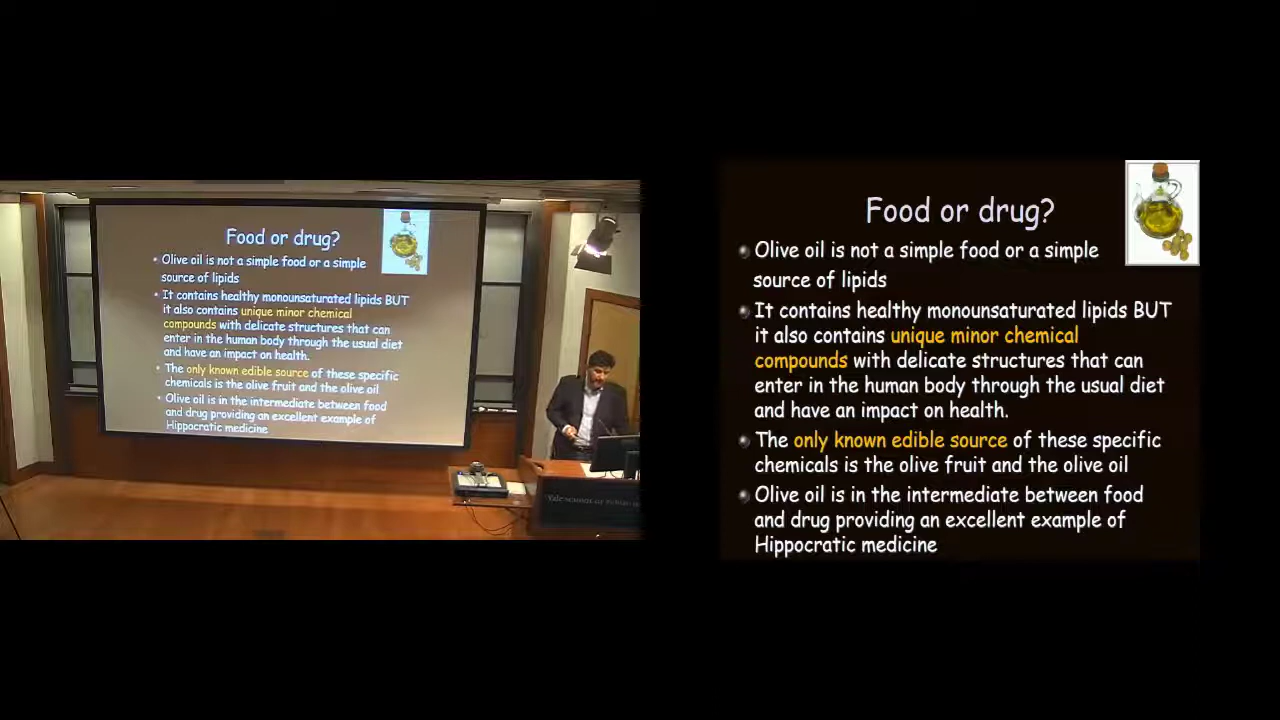 Food or drug?
• Olive oil is not a simple food or a simple
source of lipids
• It contains healthy monounsaturated lipids BUT
it also contains unique minor chemical
compounds with delicate structures that can
enter in the human body through the usual diet
and have an impact on health.
• The only known edible source of these specific
chemicals is the olive fruit and the olive oil
• Olive oil is in the intermediate between food
and drug providing an excellent example of
Hippocratic medicine
Food or drug?
Olive oil is not a simple food or a simple
source of lipids
It contains healthy monounsaturated lipids BUT
it also contains unique minor chemical
compounds with delicate structures that can
enter in the human body through the usual diet
and have an impact on health.
The only known edible source of these specific
chemicals is the olive fruit and the olive oil
Olive oil is in the intermediate between food
and drug providing an excellent example of
Hippocratic medicine